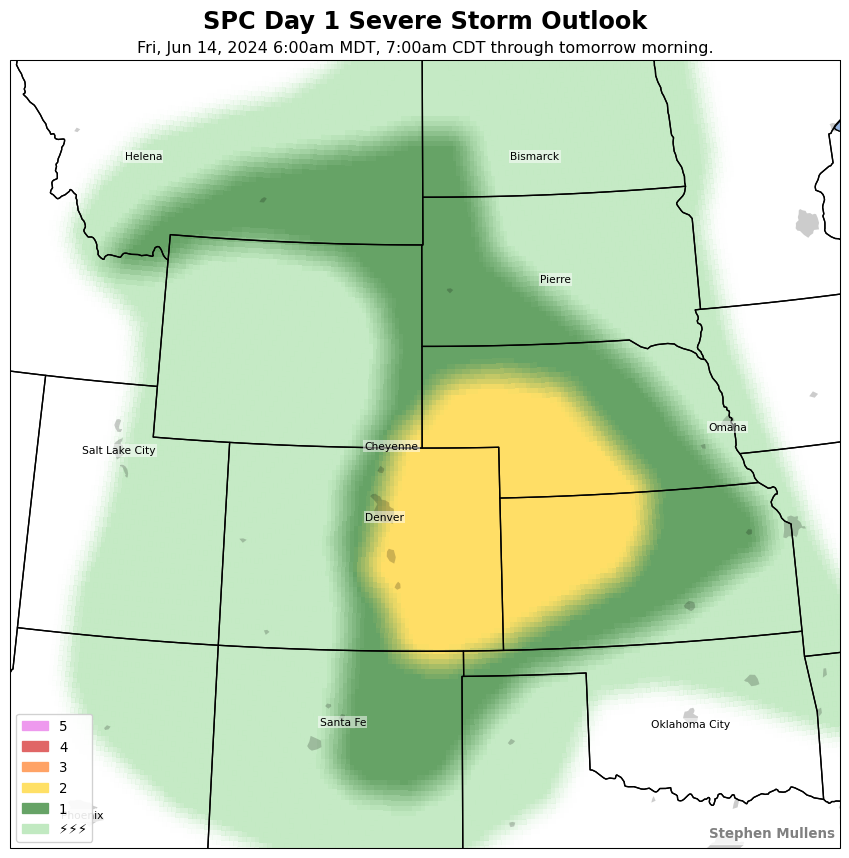 SPC Day 1 Severe Storm Outlook
Fri, Jun 14, 2024 6:00am MDT, 7:00am CDT through tomorrow morning.
Helena
Bismarck
Pierre
Omaha
Cheyenne
Salt Lake City
Denver
Santa Fe
Oklahoma City
5
4
3
2
1
⚡⚡⚡
Phoenix
Stephen Mullens